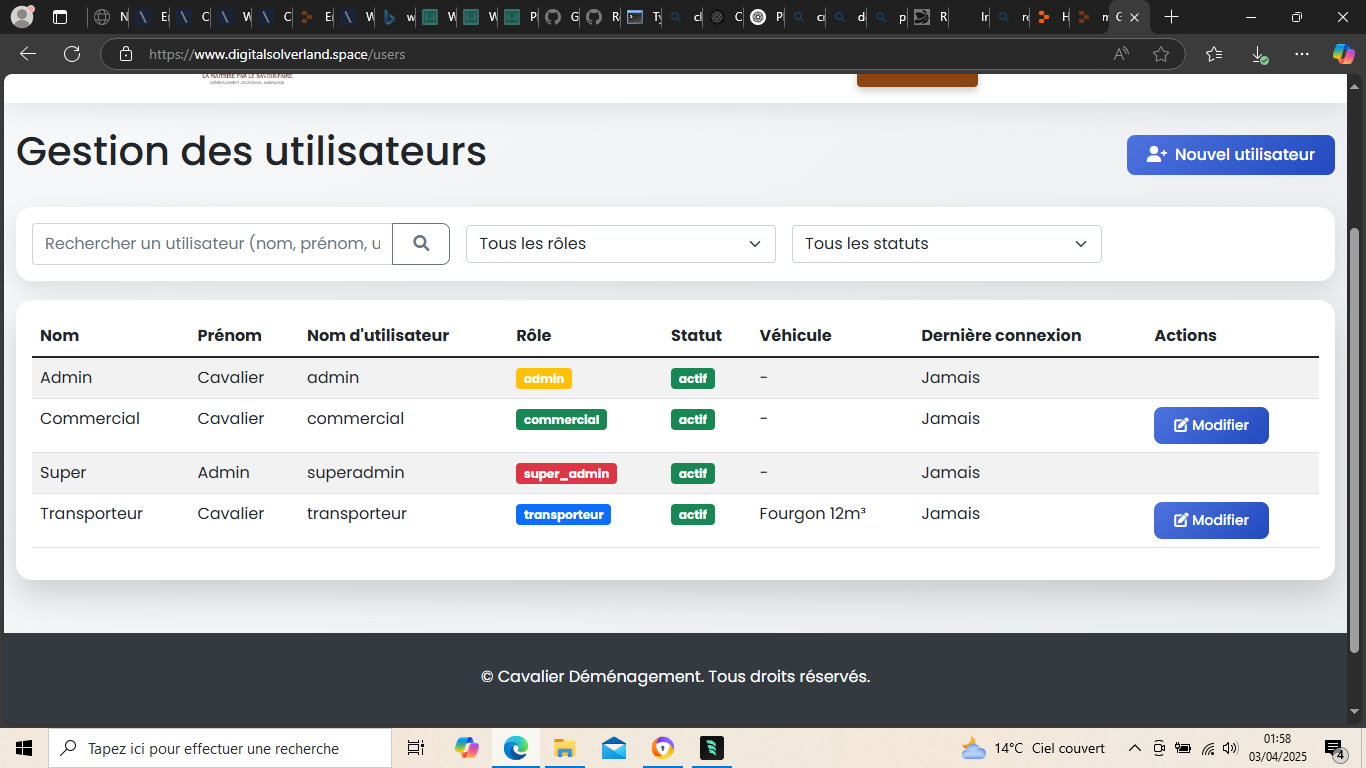 https://www.digitalsolverland.space/users
LA MAITRISE PAR LE SAVOIR-FAIRE
Gestion des utilisateurs
Nouvel utilisateur
Rechercher un utilisateur (nom, prénom, u
Tous les rôles
Tous les statuts
Nom Prénom Nom d'utilisateur Rôle Statut Véhicule Dernière connexion Actions
Admin Cavalier admin admin actif - Jamais
Commercial Cavalier commercial commercial actif - Jamais Modifier
Super Admin superadmin super_admin actif - Jamais
Transporteur Cavalier transporteur transporteur actif Fourgon 12m³ Jamais Modifier
© Cavalier Déménagement. Tous droits réservés.
Tapez ici pour effectuer une recherche
14°C Ciel couvert
01:58
03/04/2025
4